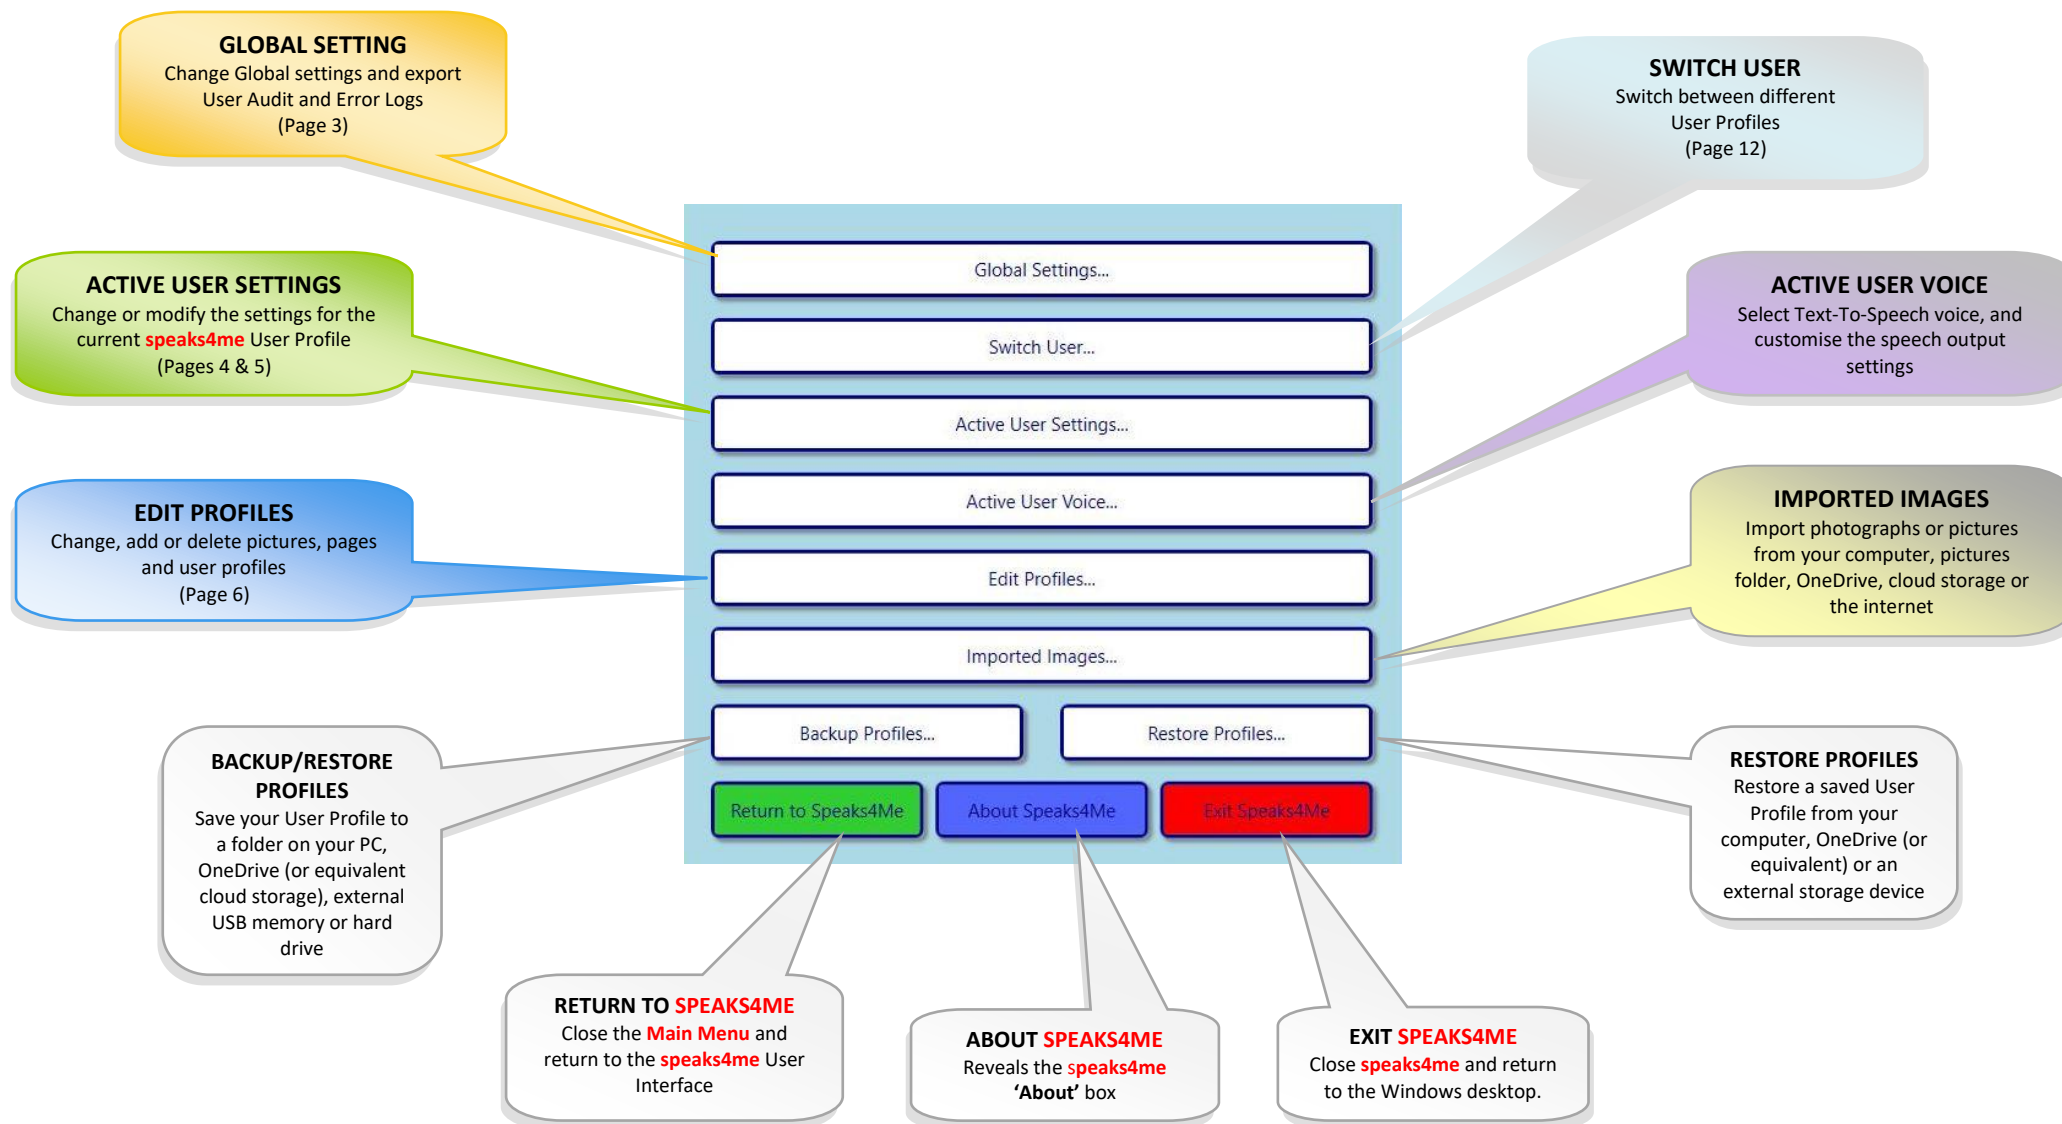 GLOBAL SETTING
Change Global settings and export
User Audit and Error Logs
(Page 3)
SWITCH USER
Switch between different
User Profiles
(Page 12)
ACTIVE USER SETTINGS
Change or modify the settings for the
current speaks4me User Profile
(Pages 4 & 5)
ACTIVE USER VOICE
Select Text-To-Speech voice, and
customise the speech output
settings
EDIT PROFILES
Change, add or delete pictures, pages
and user profiles
(Page 6)
IMPORTED IMAGES
Import photographs or pictures
from your computer, pictures
folder, OneDrive, cloud storage or
the internet
Global Settings...
Switch User...
Active User Settings...
Active User Voice...
Edit Profiles...
Imported Images...
Backup Profiles...
Restore Profiles...
Return to Speaks4Me
About Speaks4Me
Exit Speaks4Me
BACKUP/RESTORE
PROFILES
Save your User Profile to
a folder on your PC,
OneDrive (or equivalent
cloud storage), external
USB memory or hard
drive
RESTORE PROFILES
Restore a saved User
Profile from your
computer, OneDrive (or
equivalent) or an
external storage device
RETURN TO SPEAKS4ME
Close the Main Menu and
return to the speaks4me User
Interface
ABOUT SPEAKS4ME
Reveals the speaks4me
‘About’ box
EXIT SPEAKS4ME
Close speaks4me and return
to the Windows desktop.